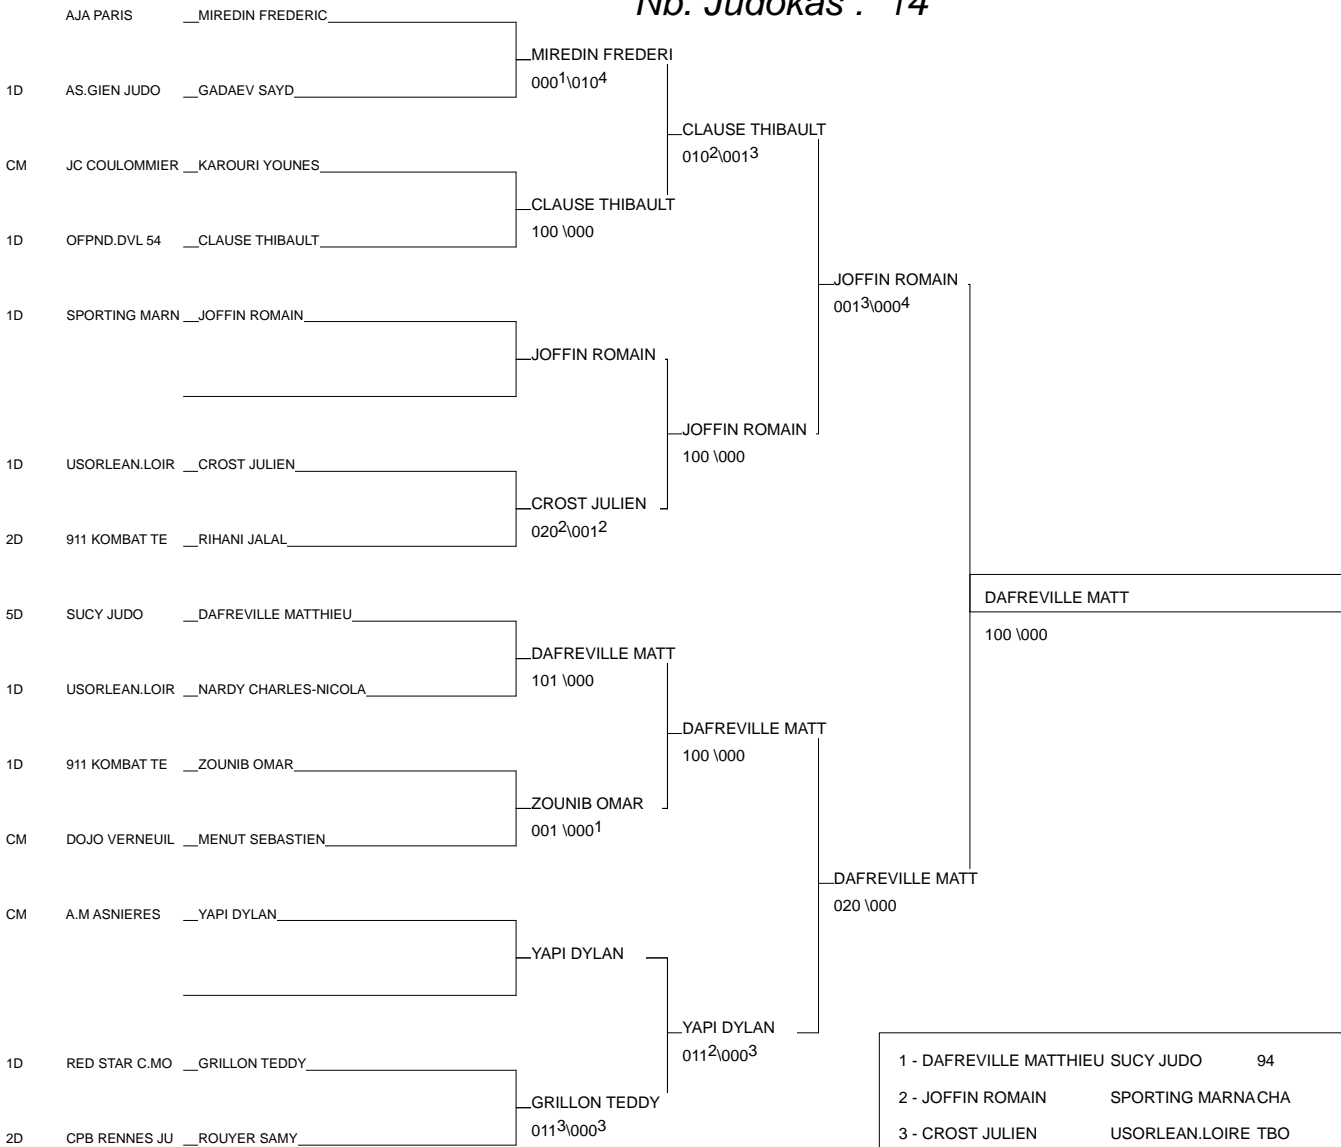 Nb. Judokas : 14
AJA PARIS MIREDIN FREDERIC
MIREDIN FREDERI
000¹\010⁴
1D AS.GIEN JUDO GADAEV SAYD
CLAUSE THIBAULT
010²\001³
CM JC COULOMMIER KAROURI YOUNES
CLAUSE THIBAULT
100 \000
1D OFPND.DVL 54 CLAUSE THIBAULT
JOFFIN ROMAIN
001³\000⁴
1D SPORTING MARN JOFFIN ROMAIN
JOFFIN ROMAIN
JOFFIN ROMAIN
100 \000
1D USORLEAN.LOIR CROST JULIEN
CROST JULIEN
020²\001²
2D 911 KOMBAT TE RIHANI JALAL
DAFREVILLE MATT
100 \000
5D SUCY JUDO DAFREVILLE MATTHIEU
DAFREVILLE MATT
101 \000
1D USORLEAN.LOIR NARDY CHARLES-NICOLA
DAFREVILLE MATT
100 \000
1D 911 KOMBAT TE ZOUNIB OMAR
ZOUNIB OMAR
001 \000¹
CM DOJO VERNEUIL MENUT SEBASTIEN
DAFREVILLE MATT
020 \000
CM A.M ASNIERES YAPI DYLAN
YAPI DYLAN
YAPI DYLAN
011²\000³
1D RED STAR C.MO GRILLON TEDDY
GRILLON TEDDY
011³\000³
2D CPB RENNES JU ROUYER SAMY
1 - DAFREVILLE MATTHIEU SUCY JUDO 94
2 - JOFFIN ROMAIN SPORTING MARNA CHA
3 - CROST JULIEN USORLEAN.LOIRE TBO